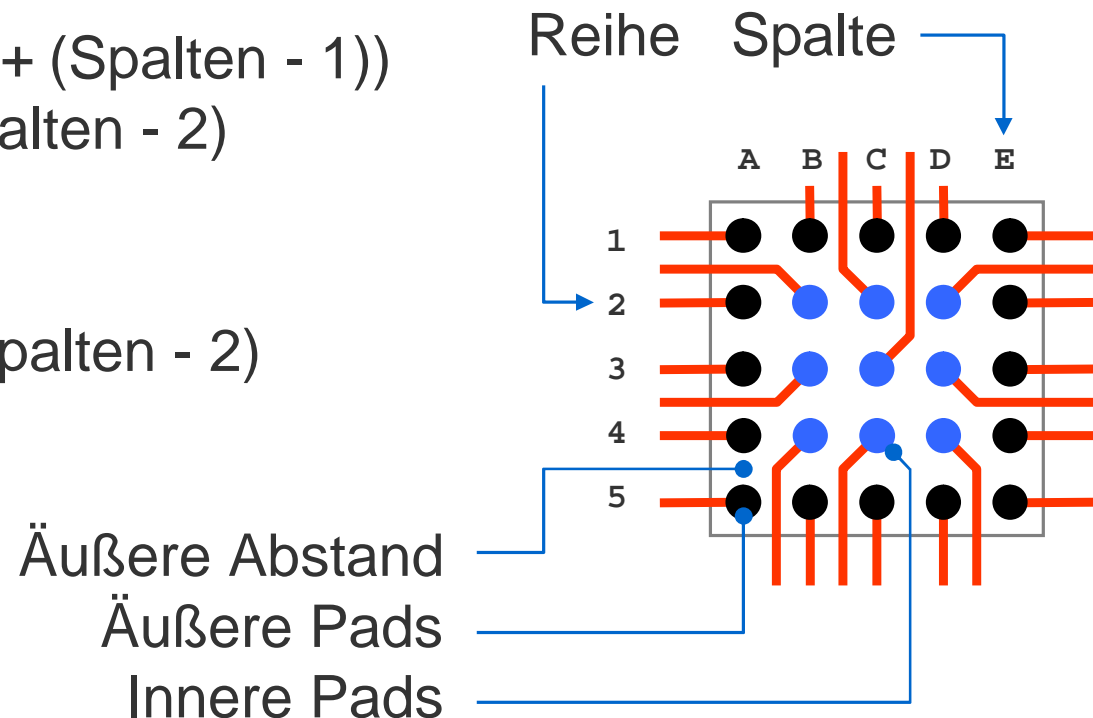 Reihe Spalte
+ (Spalten - 1))
alten - 2)
palten - 2)
A B C D E
1
2
3
4
5
Äußere Abstand
Äußere Pads
Innere Pads